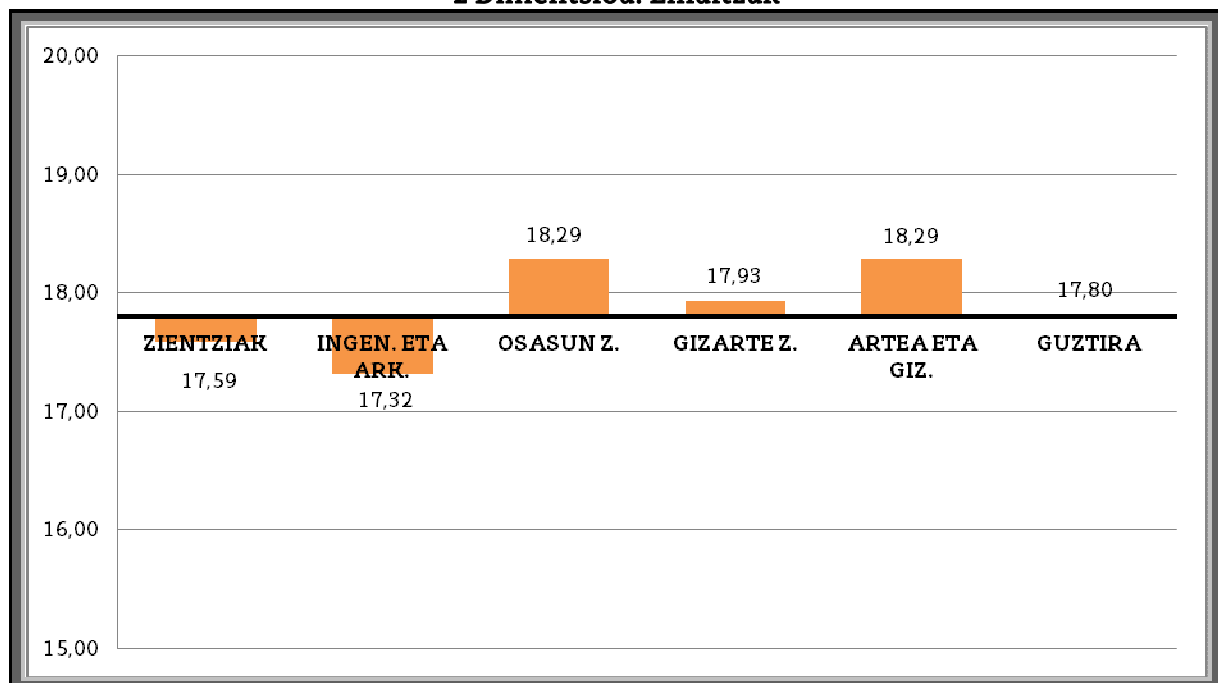 20,00
19,00
18,29
18,29
17,93
17,80
18,00
ZIENTZIAK
INGEN. ETA
ARK.
OSASUN Z.
GIZARTE Z.
ARTEA ETA
GIZ.
GUZTIRA
17,59
17,32
17,00
16,00
15,00